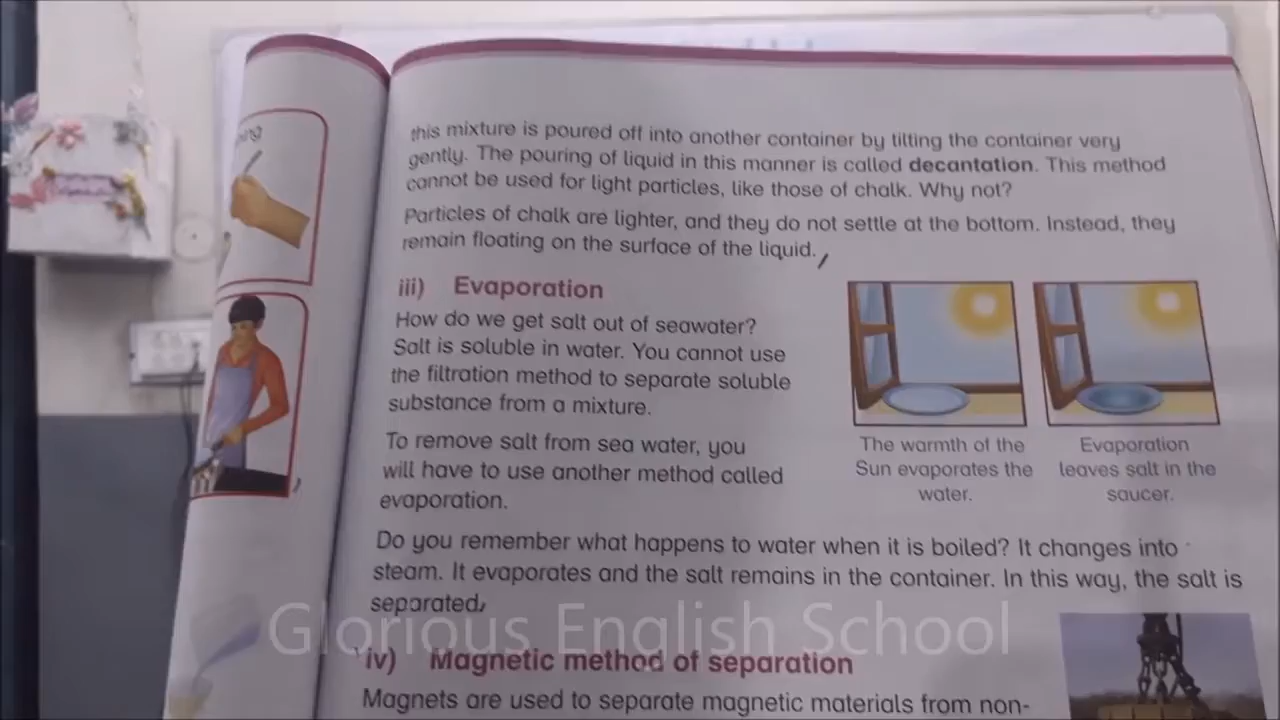 this mixture is poured off into another container by tilting the container very
gently. The pouring of liquid in this manner is called decantation. This method
cannot be used for light particles, like those of chalk. Why not?
Particles of chalk are lighter, and they do not settle at the bottom. Instead, they
remain floating on the surface of the liquid.
iii) Evaporation
How do we get salt out of seawater?
Salt is soluble in water. You cannot use
the filtration method to separate soluble
substance from a mixture.
To remove salt from sea water, you
will have to use another method called
evaporation.
The warmth of the
Sun evaporates the
water.
Evaporation
leaves salt in the
saucer.
Do you remember what happens to water when it is boiled? It changes into
steam. It evaporates and the salt remains in the container. In this way, the salt is
separated.
Glorious English School
iv) Magnetic method of separation
Magnets are used to separate magnetic materials from non-